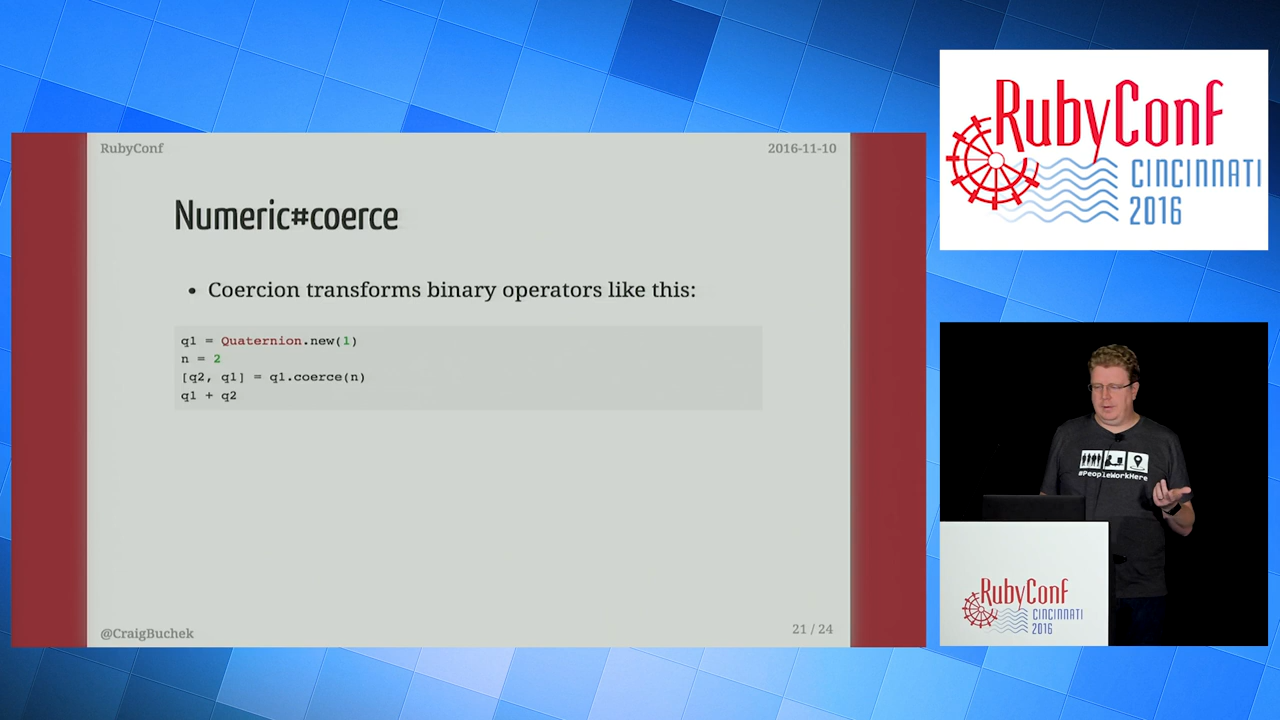 RubyConf
2016-11-10
Numeric#coerce
• Coercion transforms binary operators like this:
q1 = Quaternion.new(1)
n = 2
[q2, q1] = q1.coerce(n)
q1 + q2
@CraigBuchek
21 / 24
RubyConf
CINCINNATI
2016
#PeopleWorkHere
RubyConf
CINCINNATI
2016